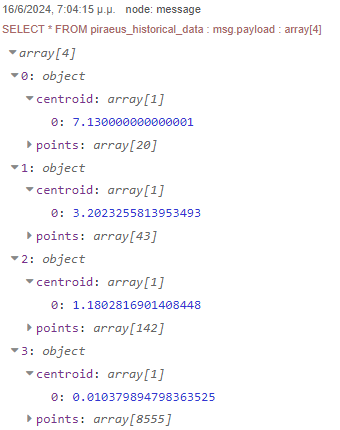 16/6/2024, 7:04:15 μ.μ. node: message
SELECT * FROM piraeus_historical_data : msg.payload : array[4]
array[4]
0: object
centroid: array[1]
0: 7.130000000000001
points: array[20]
1: object
centroid: array[1]
0: 3.2023255813953493
points: array[43]
2: object
centroid: array[1]
0: 1.1802816901408448
points: array[142]
3: object
centroid: array[1]
0: 0.010379894798363525
points: array[8555]